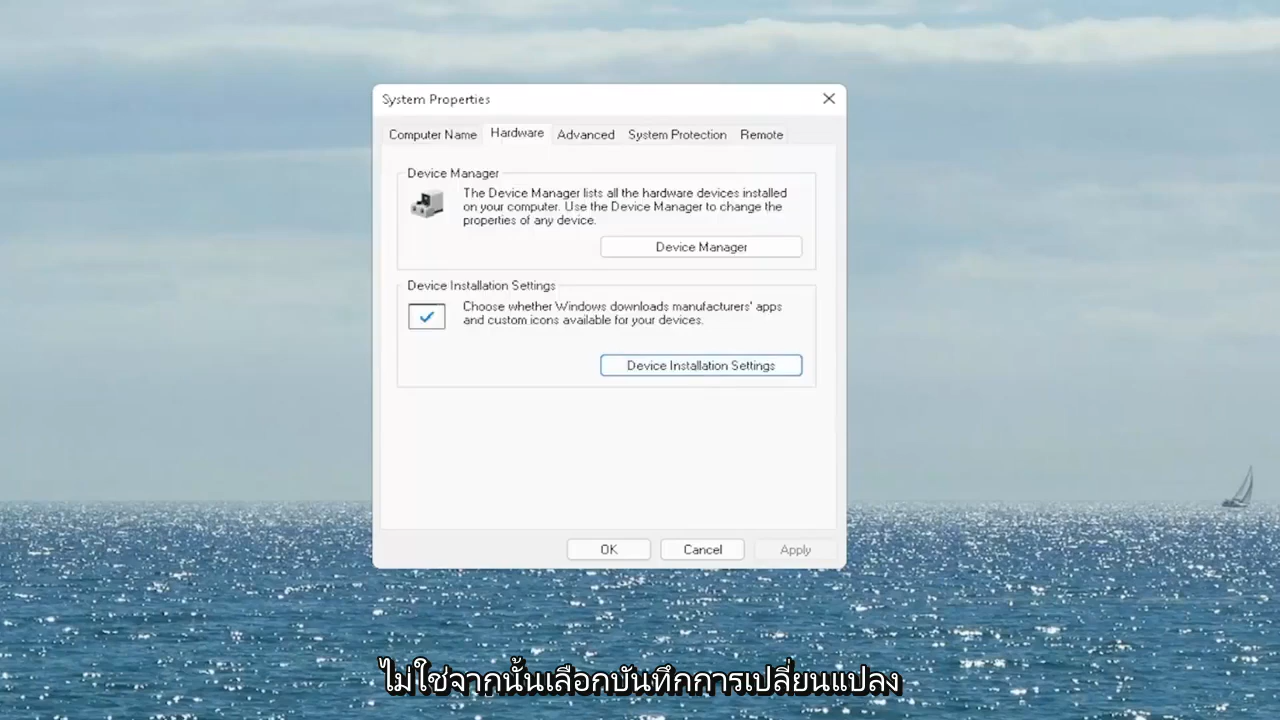 System Properties
Computer Name Hardware Advanced System Protection Remote
Device Manager
The Device Manager lists all the hardware devices installed
on your computer. Use the Device Manager to change the
properties of any device.
Device Manager
Device Installation Settings
Choose whether Windows downloads manufacturers' apps
and custom icons available for your devices.
Device Installation Settings
OK Cancel Apply
ไม่ใช่จากนั้นเลือกบันทึกการเปลี่ยนแปลง